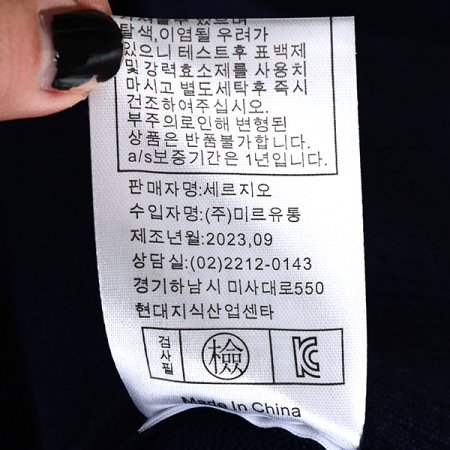 탈색,이염될 우려가
있으니 테스트후 표백제
및 강력효소제를 사용치
마시고 별도세탁후 즉시
건조하여주십시오.
부주의로인해 변형된
상품은 반품불가합니다.
a/s보증기간은 1년입니다.
판매자명:세르지오
수입자명:(주)미르유통
제조년월:2023,09
상담실:(02)2212-0143
경기하남시 미사대로550
현대지식산업센타
검사필 檢
Made In China